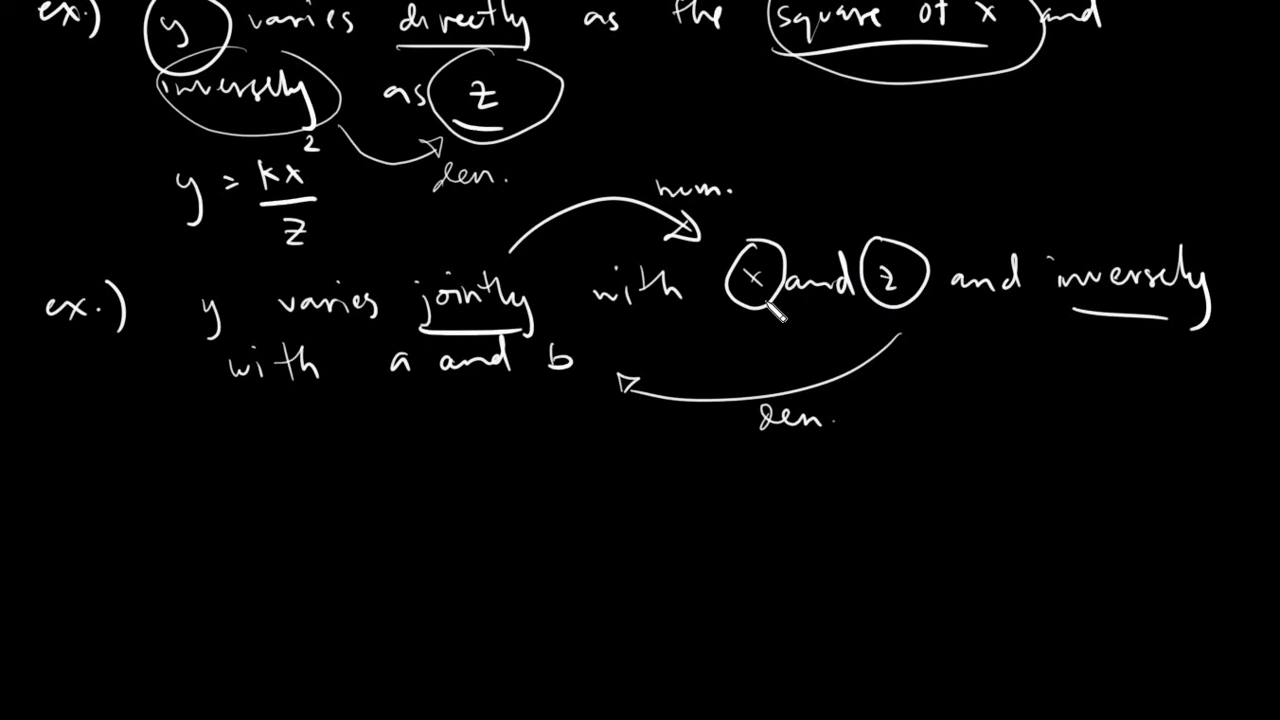 ex.) y varies directly as the square of x and
inversely as z
den.
y = kx²
z
num.
ex.) y varies jointly with x and z and inversely
with a and b
den.